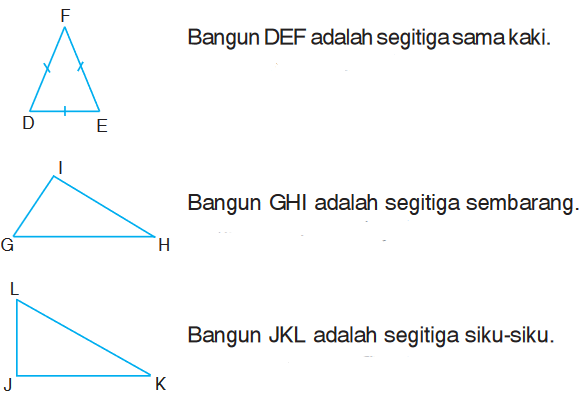 F
Bangun DEF adalah segitiga sama kaki.
D
E
I
Bangun GHI adalah segitiga sembarang.
G
H
L
Bangun JKL adalah segitiga siku-siku.
J
K